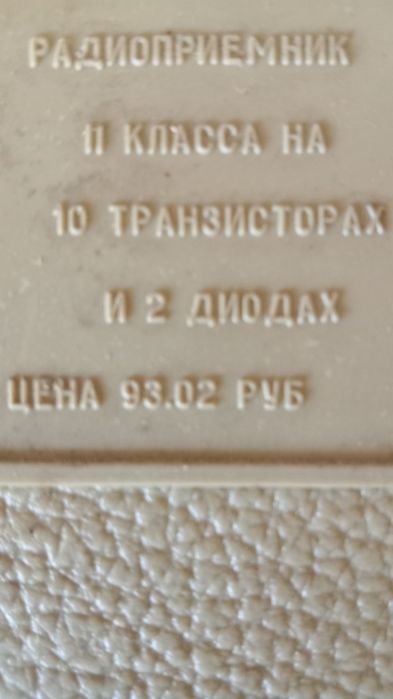 РАДИОПРИЕМНИК
II КЛАССА НА
10 ТРАНЗИСТОРАХ
И 2 ДИОДАХ
ЦЕНА 93.02 РУБ